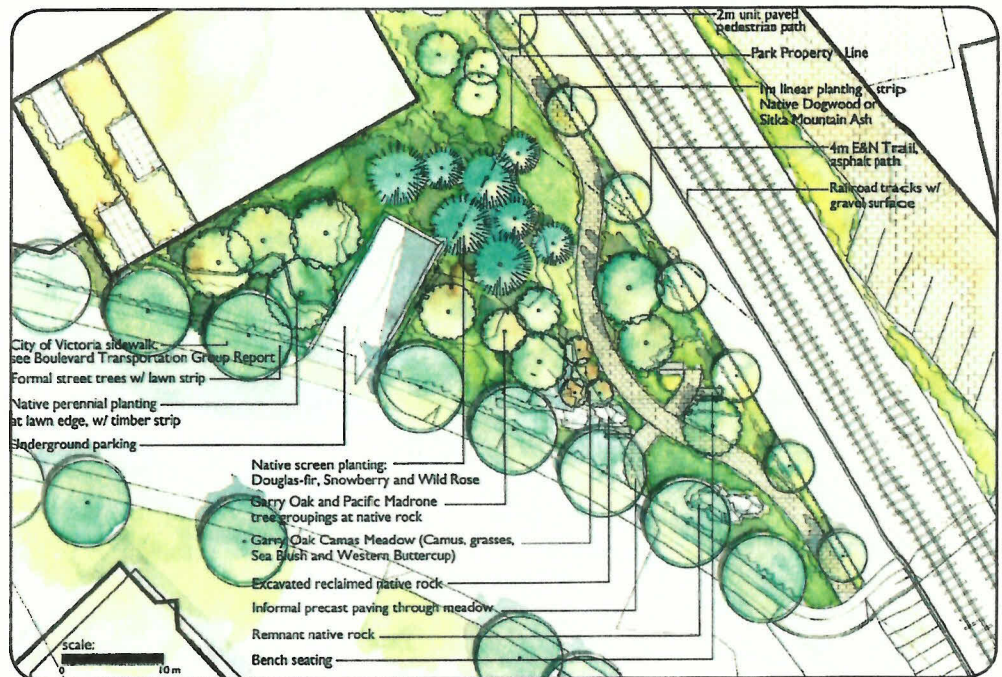 2m unit paved
pedestrian path
Park Property Line
1m linear planting strip
Native Dogwood or
Sitka Mountain Ash
4m E&N Trail,
asphalt path
Railroad tracks w/
gravel surface
City of Victoria sidewalk,
see Boulevard Transportation Group Report
Formal street trees w/ lawn strip
Native perennial planting
at lawn edge, w/ timber strip
Underground parking
Native screen planting:
Douglas-fir, Snowberry and Wild Rose
Garry Oak and Pacific Madrone
tree groupings at native rock
Garry Oak Camas Meadow (Camus, grasses,
Sea Blush and Western Buttercup)
Excavated reclaimed native rock
Informal precast paving through meadow
Remnant native rock
Bench seating
scale:
0 10m